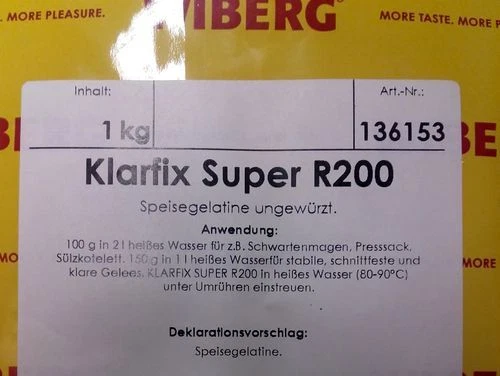 E PLEASURE.
WIBERG®
MORE TASTE. MORE
Inhalt:
Art.-Nr.:
1 kg
136153
BERG
Klarfix Super R200
Speisegelatine ungewürzt.
Anwendung:
100 g in 2 l heißes Wasser für z.B. Schwartenmagen, Presssack,
Sülzkotelett. 150 g in 1 l heißes Wasserfür stabile, schnittfeste und
klare Gelees. KLARFIX SUPER R200 in heißes Wasser (80-90°C)
unter Umrühren einstreuen.
MORE
Deklarationsvorschlag:
Speisegelatine.